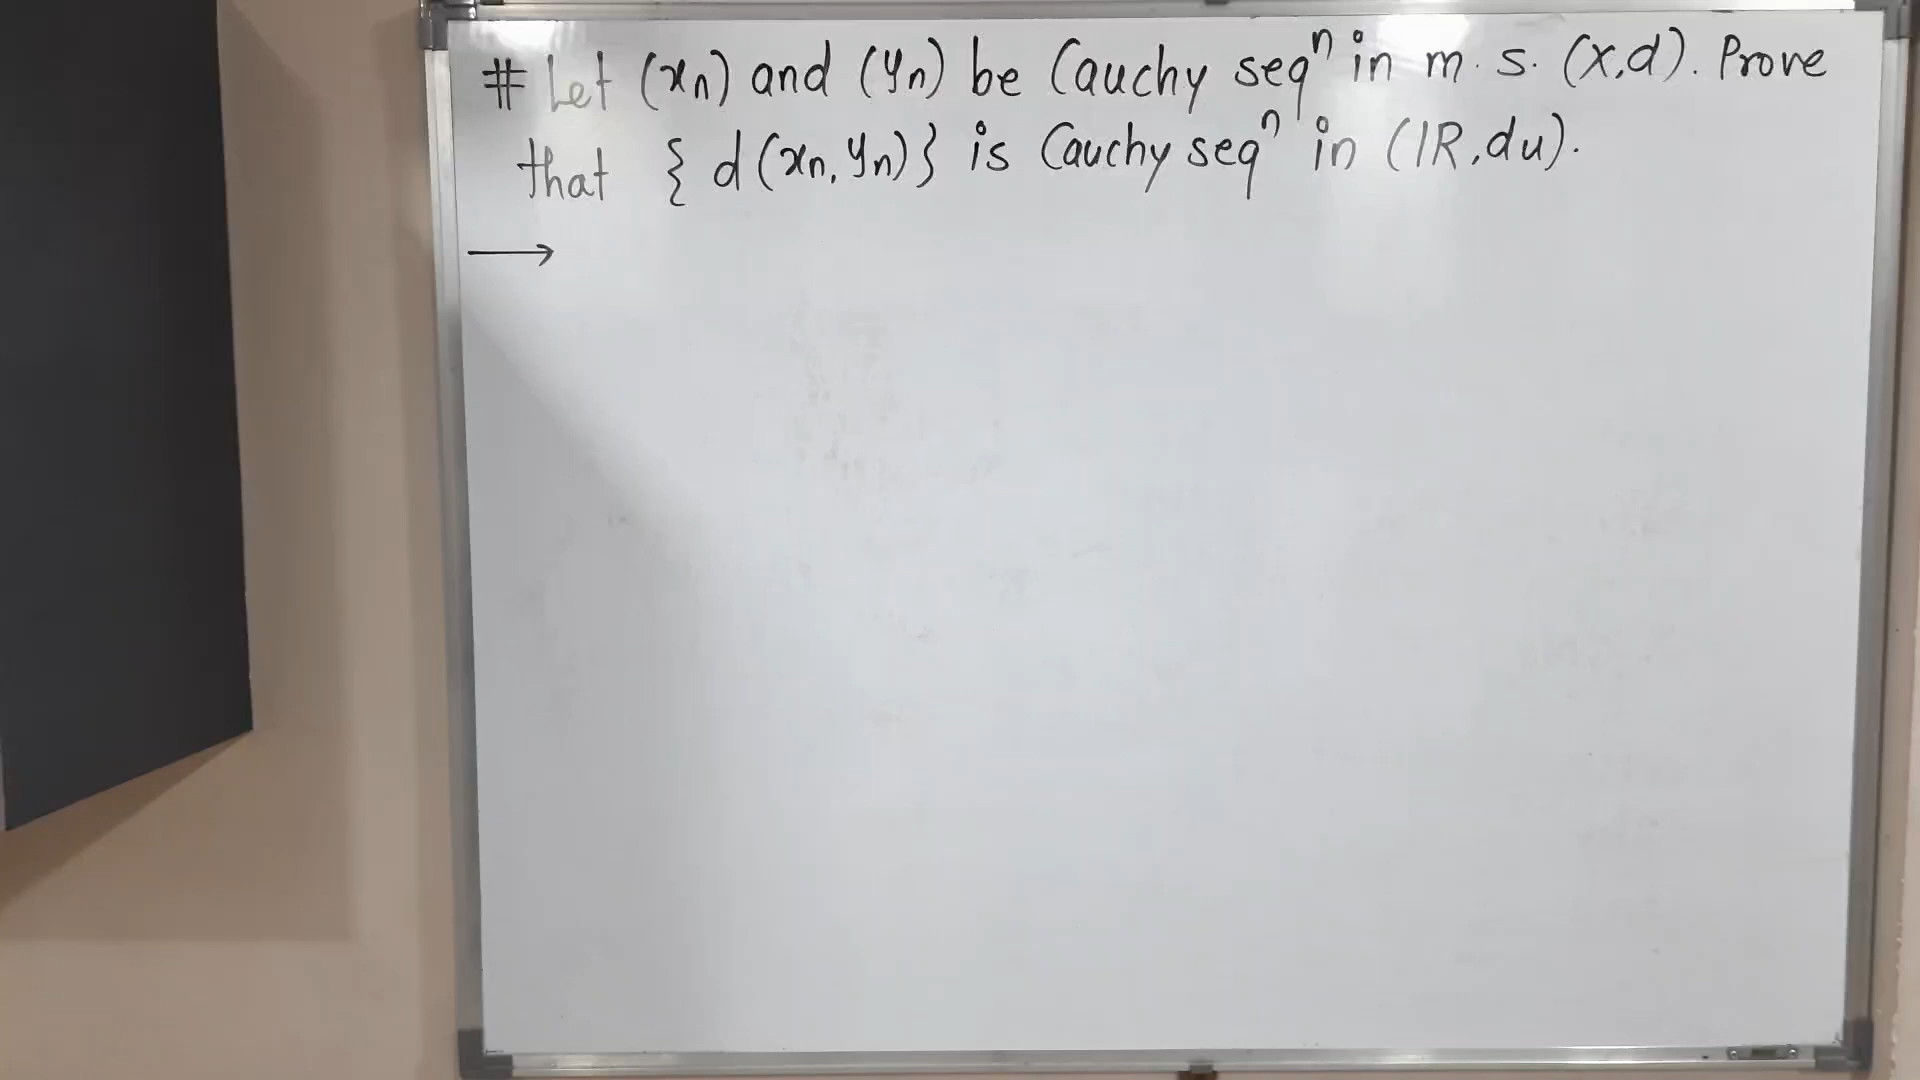 # Let (xn) and (yn) be Cauchy seqⁿ in m. s. (X,d). Prove
that { d(xn, yn)} is Cauchy seqⁿ in (IR, du).
→